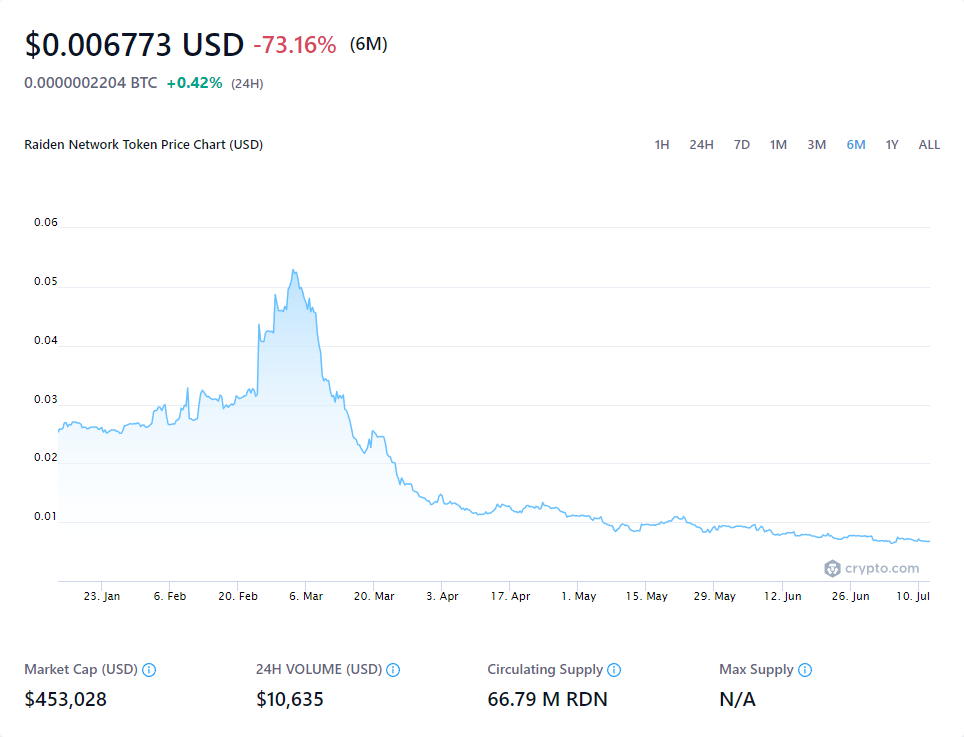 $0.006773 USD -73.16% (6M)
0.0000002204 BTC +0.42% (24H)
Raiden Network Token Price Chart (USD) 1H 24H 7D 1M 3M 6M 1Y ALL
0.06
0.05
0.04
0.03
0.02
0.01
crypto.com
23. Jan 6. Feb 20. Feb 6. Mar 20. Mar 3. Apr 17. Apr 1. May 15. May 29. May 12. Jun 26. Jun 10. Jul
Market Cap (USD) 24H VOLUME (USD) Circulating Supply Max Supply
$453,028 $10,635 66.79 M RDN N/A